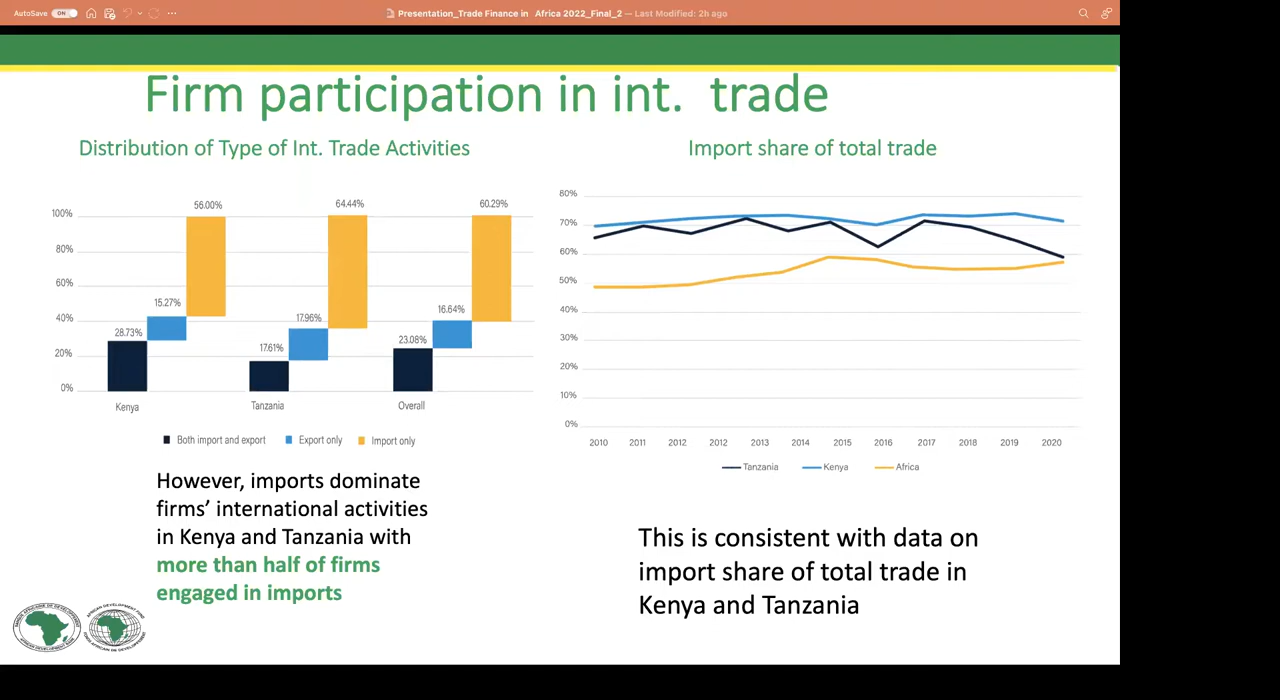 AutoSave ON
Presentation_Trade Finance in Africa 2022_Final_2 — Last Modified: 2h ago
Firm participation in int. trade
Distribution of Type of Int. Trade Activities
100%
80%
60%
40%
20%
0%
28.73%
15.27%
56.00%
17.61%
17.96%
64.44%
23.08%
16.64%
60.29%
Kenya
Tanzania
Overall
Both import and export
Export only
Import only
However, imports dominate
firms’ international activities
in Kenya and Tanzania with
more than half of firms
engaged in imports
Import share of total trade
80%
70%
60%
50%
40%
30%
20%
10%
0%
2010 2011 2012 2012 2013 2014 2015 2016 2017 2018 2019 2020
Tanzania Kenya Africa
This is consistent with data on
import share of total trade in
Kenya and Tanzania